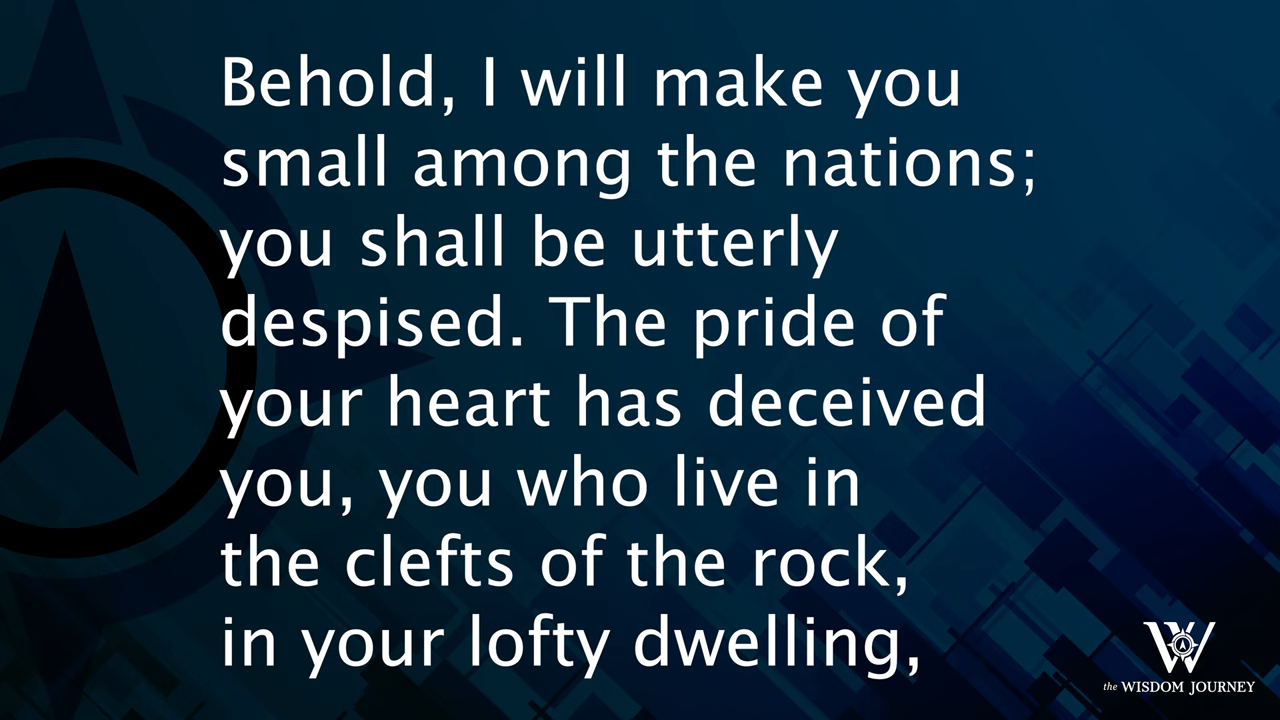 Behold, I will make you
small among the nations;
you shall be utterly
despised. The pride of
your heart has deceived
you, you who live in
the clefts of the rock,
in your lofty dwelling,
W
the WISDOM JOURNEY